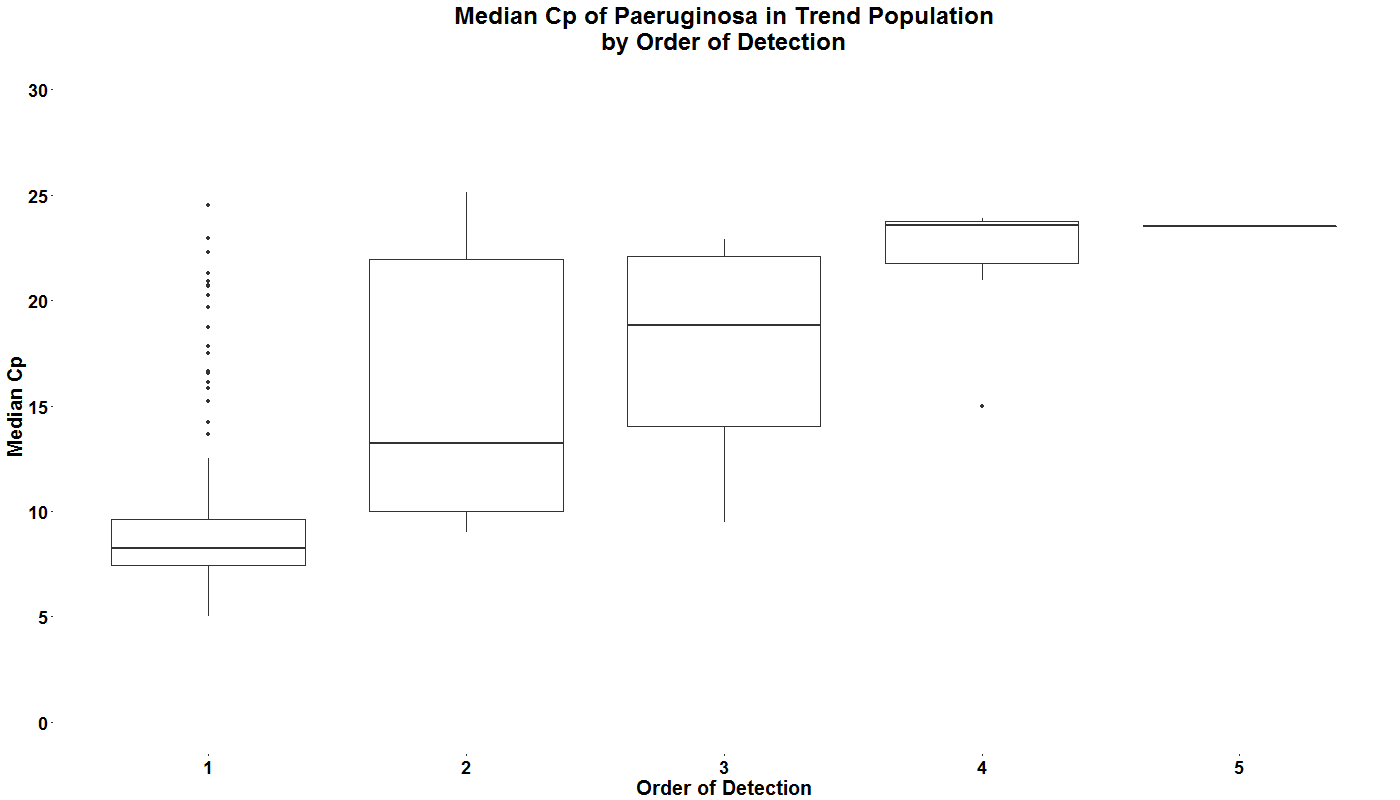 Median Cp of Paeruginosa in Trend Population
by Order of Detection
30
25
20
15
10
5
0
Median Cp
1 2 3 4 5
Order of Detection